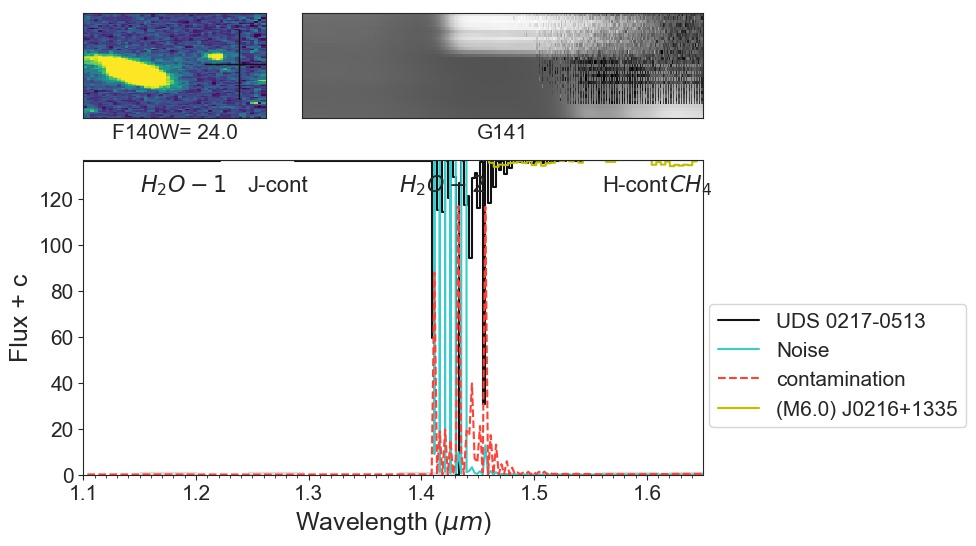 F140W= 24.0
G141
H₂O − 1
J-cont
H₂O − 2
H-cont
CH₄
120
100
80
60
40
20
0
Flux + c
1.1
1.2
1.3
1.4
1.5
1.6
Wavelength (μm)
UDS 0217-0513
Noise
contamination
(M6.0) J0216+1335